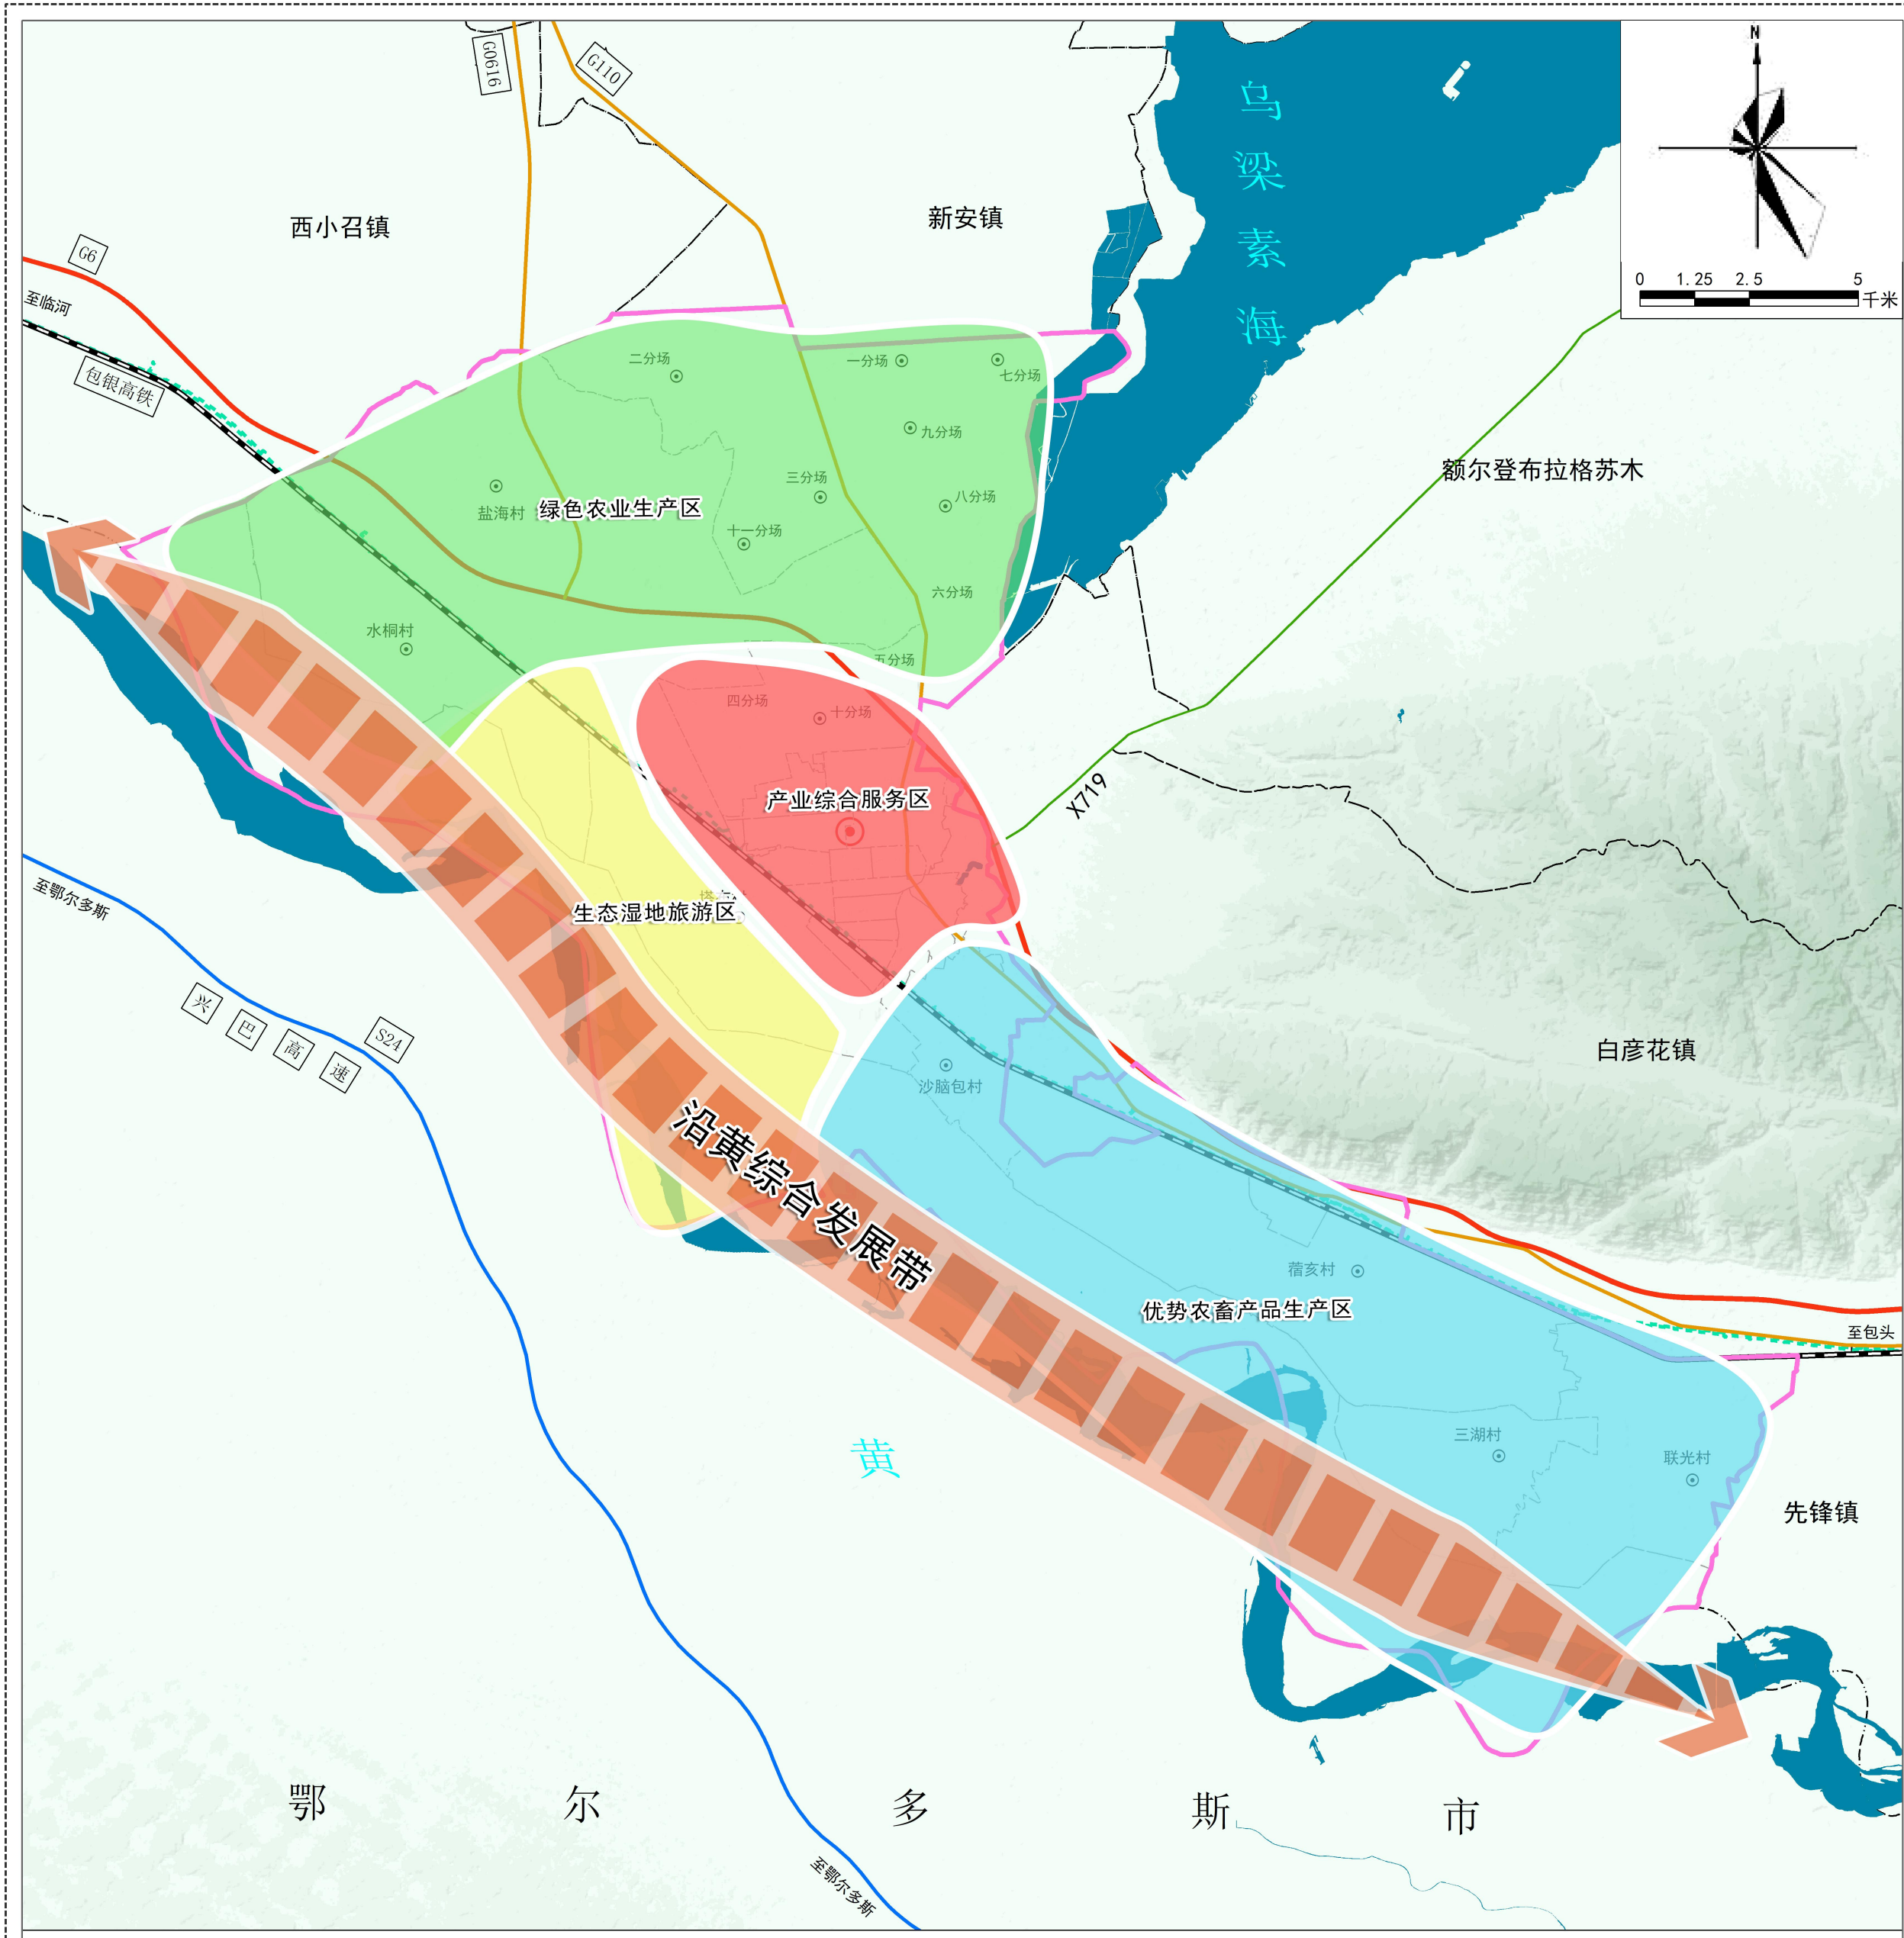 G0616
G110
N
乌梁素海
西小召镇
新安镇
G6
0 1.25 2.5 5 千米
至临河
包银高铁
二分场
一分场
七分场
九分场
额尔登布拉格苏木
三分场
八分场
盐海村
绿色农业生产区
十一分场
六分场
水桐村
五分场
四分场
十分场
产业综合服务区
X719
至鄂尔多斯
生态湿地旅游区
兴巴高速
S24
白彦花镇
沙脑包村
沿黄综合发展带
蓿亥村
优势农畜产品生产区
至包头
三湖村
联光村
黄
先锋镇
鄂尔多斯市
至鄂尔多斯